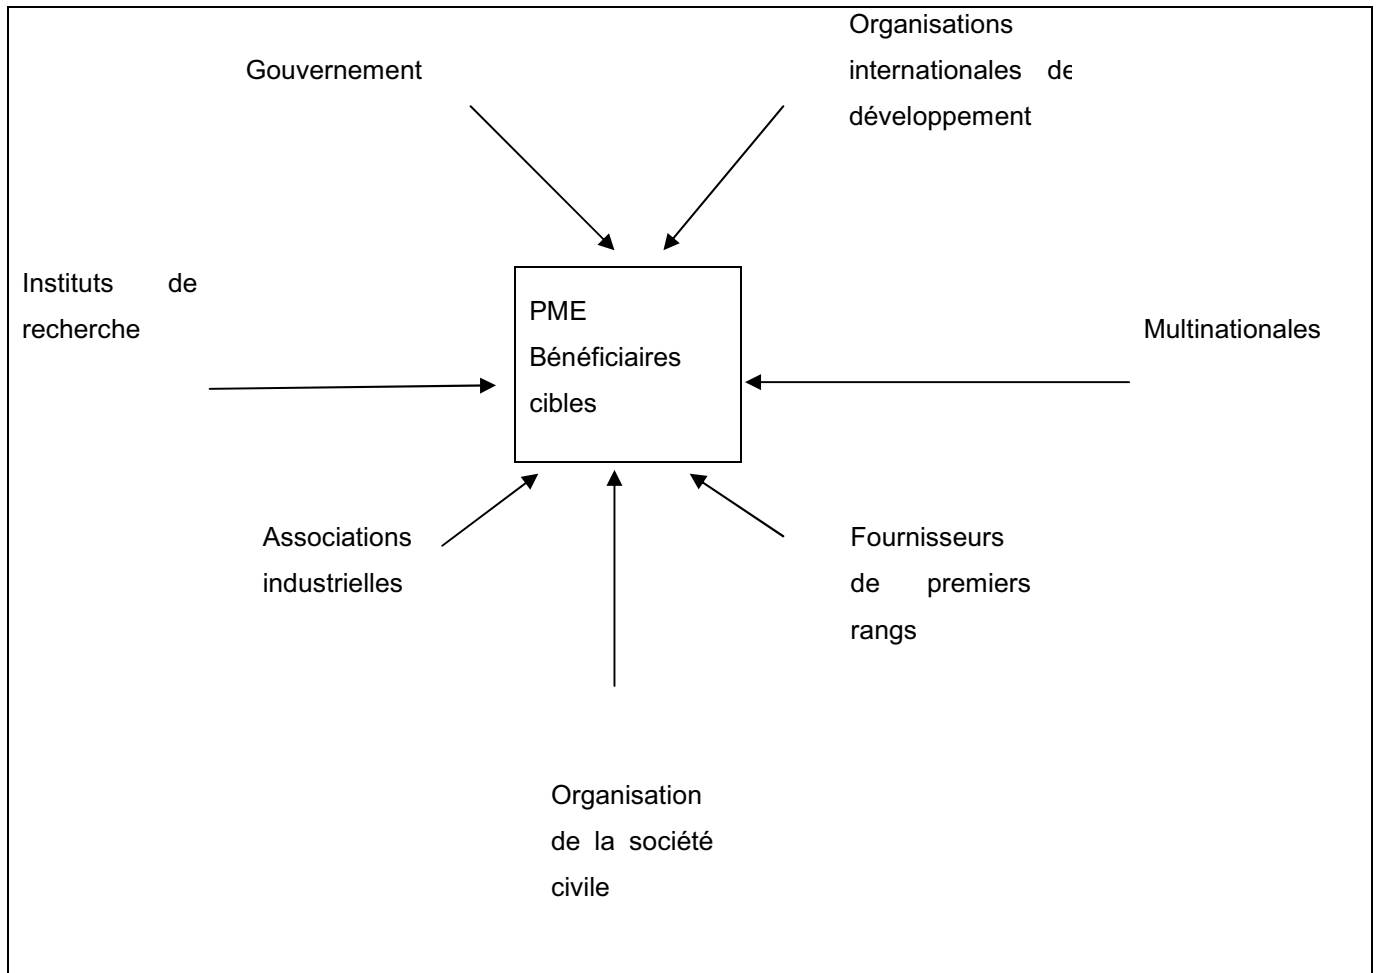 Gouvernement
Organisations
internationales de
développement
Instituts de
recherche
PME
Bénéficiaires
cibles
Multinationales
Associations
industrielles
Fournisseurs
de premiers
rangs
Organisation
de la société
civile